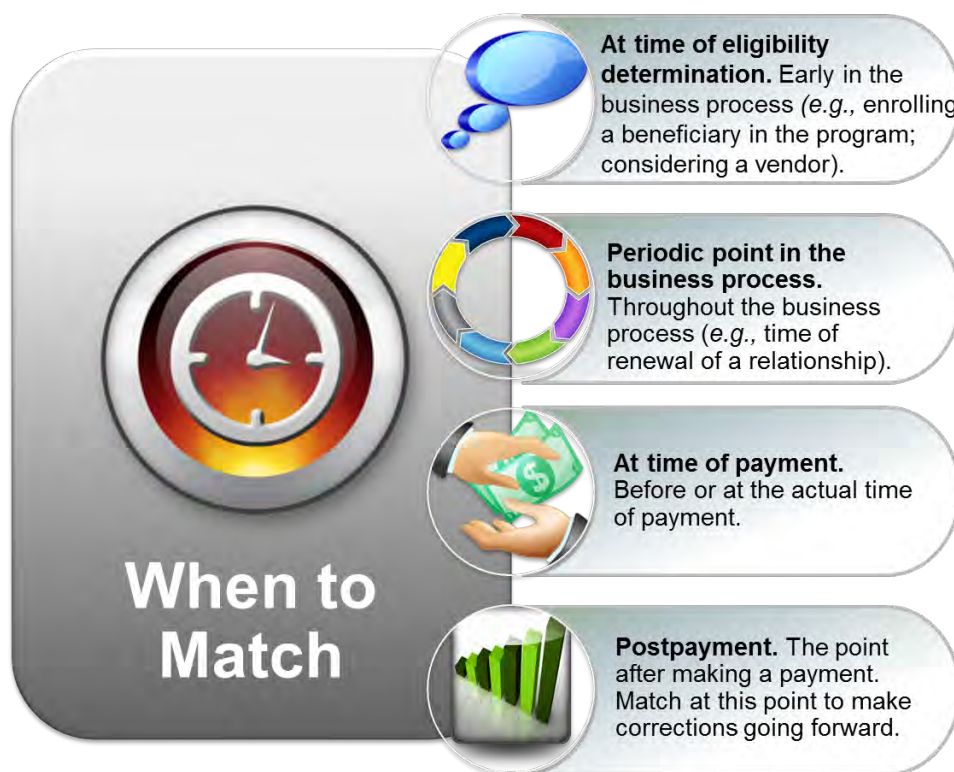 At time of eligibility
determination. Early in the
business process (e.g., enrolling
a beneficiary in the program;
considering a vendor).
Periodic point in the
business process.
Throughout the business
process (e.g., time of
renewal of a relationship).
At time of payment.
Before or at the actual time
of payment.
When to
Match
Postpayment. The point
after making a payment.
Match at this point to make
corrections going forward.